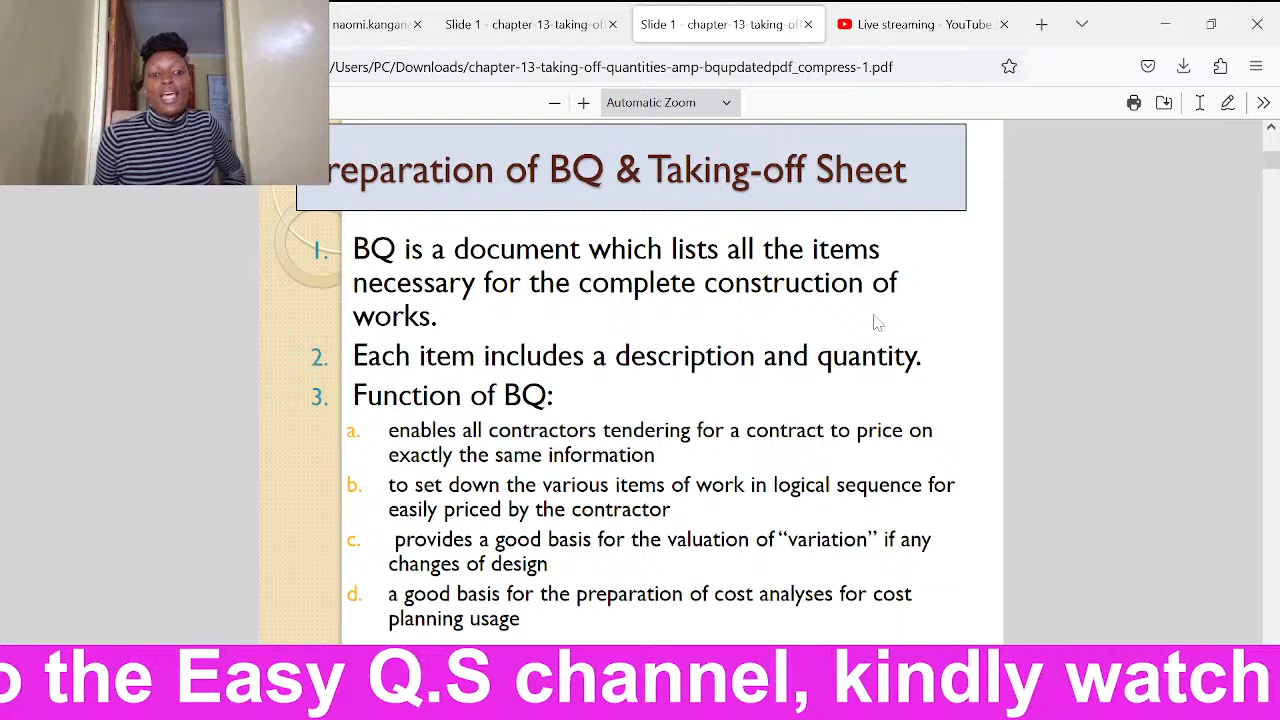 naomi.kangan
Slide 1 - chapter-13-taking-of
Slide 1 - chapter-13-taking-of
Live streaming - YouTube
/Users/PC/Downloads/chapter-13-taking-off-quantities-amp-bqupdatedpdf_compress-1.pdf
Automatic Zoom
reparation of BQ & Taking-off Sheet
1. BQ is a document which lists all the items
necessary for the complete construction of
works.
2. Each item includes a description and quantity.
3. Function of BQ:
a. enables all contractors tendering for a contract to price on
exactly the same information
b. to set down the various items of work in logical sequence for
easily priced by the contractor
c. provides a good basis for the valuation of “variation” if any
changes of design
d. a good basis for the preparation of cost analyses for cost
planning usage
o the Easy Q.S channel, kindly watch